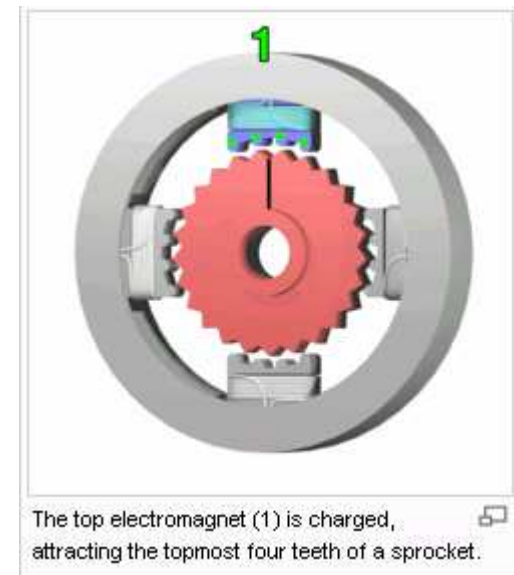 1
The top electromagnet (1) is charged,
attracting the topmost four teeth of a sprocket.